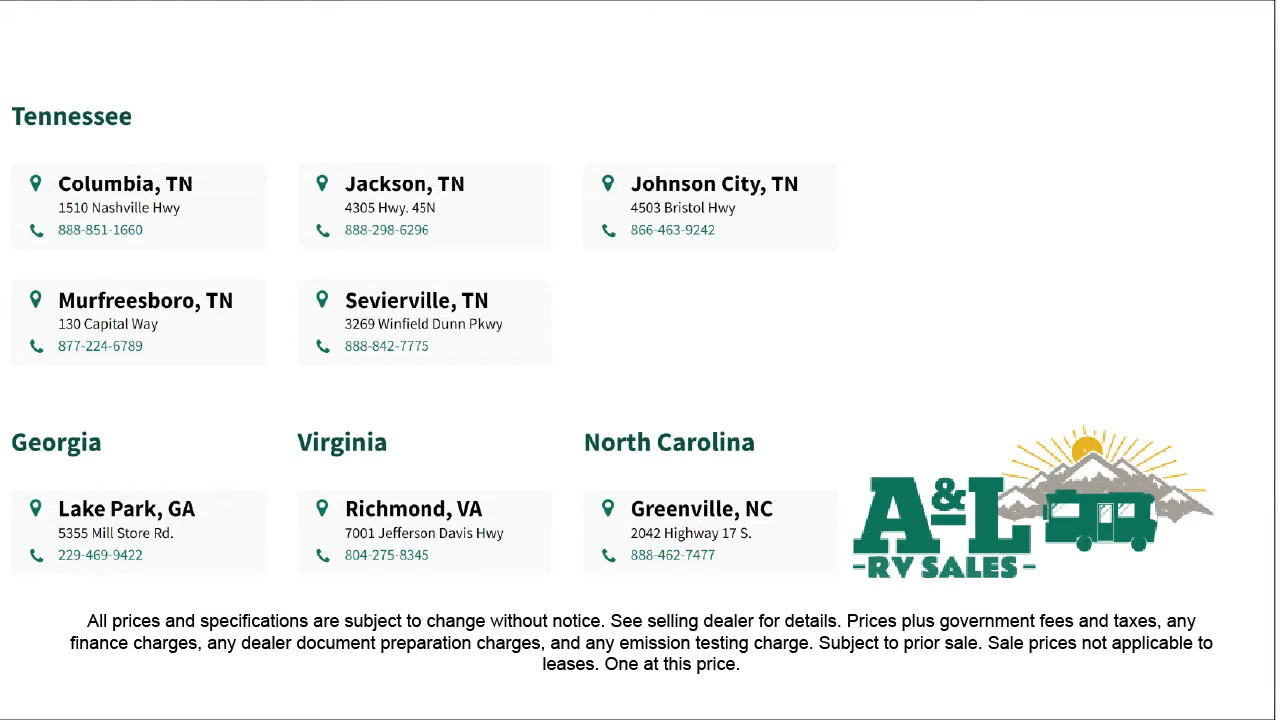 Tennessee
Columbia, TN
1510 Nashville Hwy
888-851-1660
Jackson, TN
4305 Hwy. 45N
888-298-6296
Johnson City, TN
4503 Bristol Hwy
866-463-9242
Murfreesboro, TN
130 Capital Way
877-224-6789
Sevierville, TN
3269 Winfield Dunn Pkwy
888-842-7775
Georgia
Lake Park, GA
5355 Mill Store Rd.
229-469-9422
Virginia
Richmond, VA
7001 Jefferson Davis Hwy
804-275-8345
North Carolina
Greenville, NC
2042 Highway 17 S.
888-462-7477
A&L
-RV SALES-
All prices and specifications are subject to change without notice. See selling dealer for details. Prices plus government fees and taxes, any
finance charges, any dealer document preparation charges, and any emission testing charge. Subject to prior sale. Sale prices not applicable to
leases. One at this price.